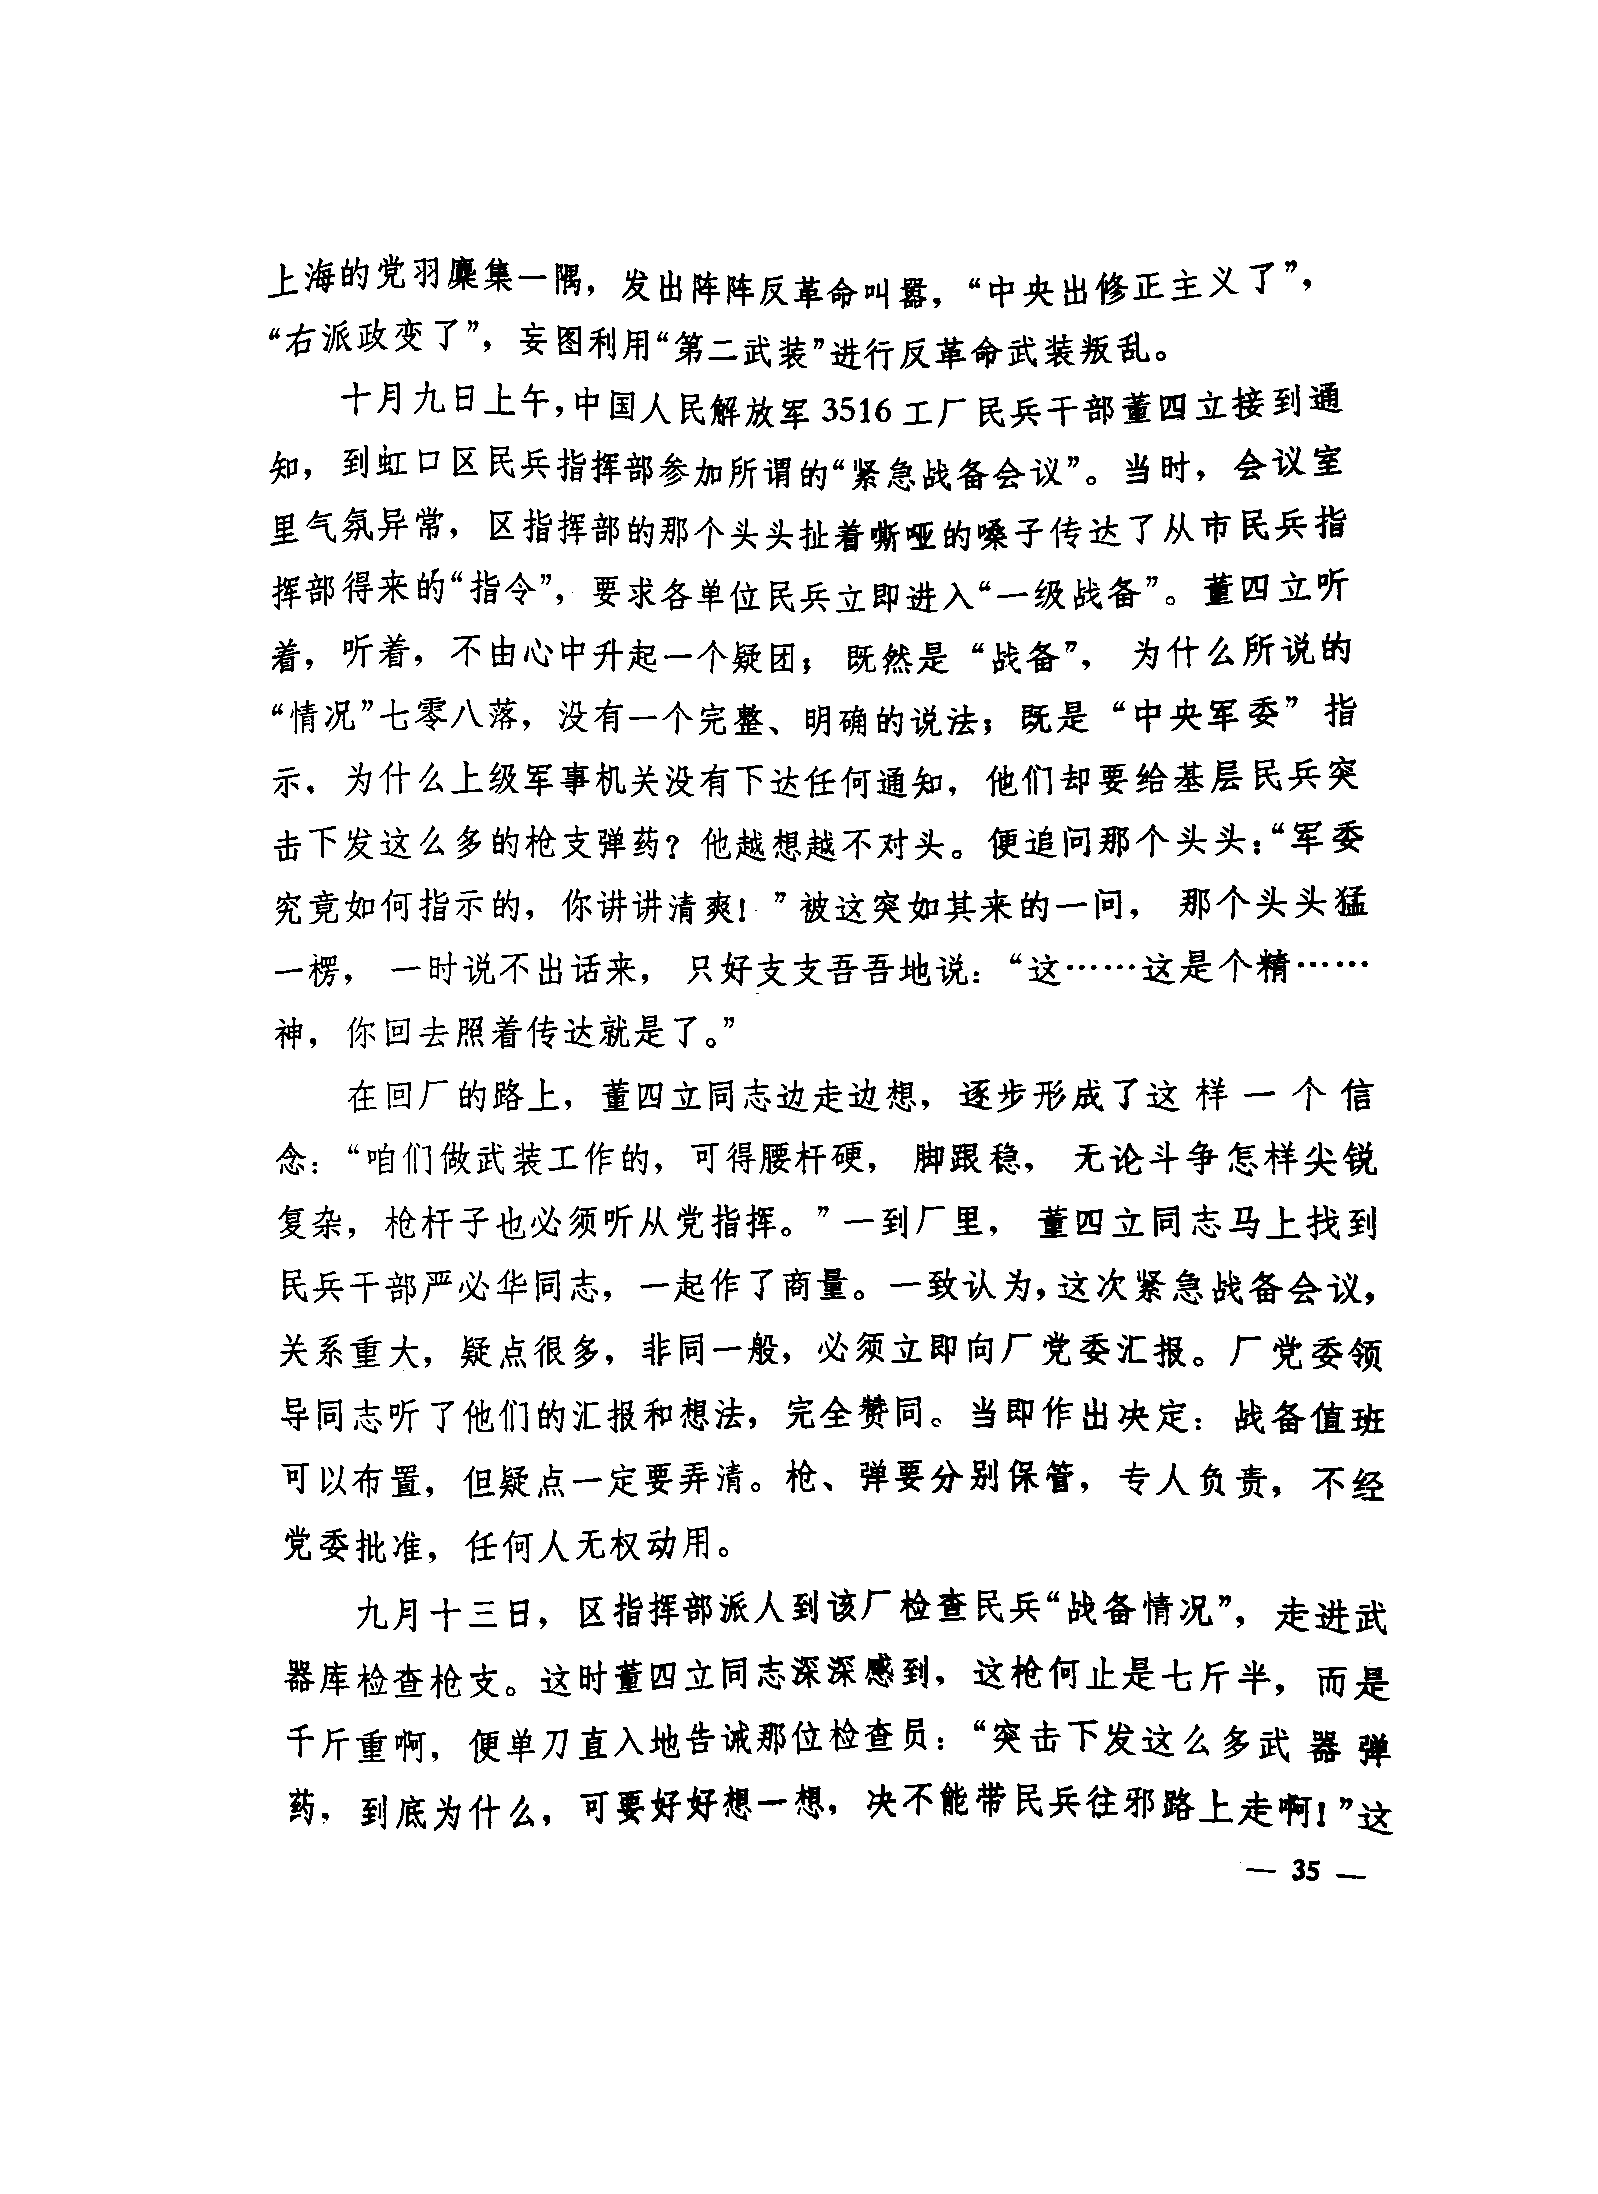 上海的党羽麇集一隅，发出阵阵反革命叫嚣，“中央出修正主义了”，
“右派政变了”，妄图利用“第二武装”进行反革命武装叛乱。
十月九日上午，中国人民解放军3516工厂民兵干部董四立接到通
知，到虹口区民兵指挥部参加所谓的“紧急战备会议”。当时，会议室
里气氛异常，区指挥部的那个头头扯着嘶哑的嗓子传达了从市民兵指
挥部得来的“指令”，要求各单位民兵立即进入“一级战备”。董四立听
着，听着，不由心中升起一个疑团；既然是“战备”，为什么所说的
“情况”七零八落，没有一个完整、明确的说法；既是“中央军委”指
示，为什么上级军事机关没有下达任何通知，他们却要给基层民兵突
击下发这么多的枪支弹药？他越想越不对头。便追问那个头头：“军委
究竟如何指示的，你讲讲清爽！”被这突如其来的一问，那个头头猛
一楞，一时说不出话来，只好支支吾吾地说：“这……这是个精……
神，你回去照着传达就是了。”
在回厂的路上，董四立同志边走边想，逐步形成了这样一个信
念：“咱们做武装工作的，可得腰杆硬，脚跟稳，无论斗争怎样尖锐
复杂，枪杆子也必须听从党指挥。”一到厂里，董四立同志马上找到
民兵干部严必华同志，一起作了商量。一致认为，这次紧急战备会议，
关系重大，疑点很多，非同一般，必须立即向厂党委汇报。厂党委领
导同志听了他们的汇报和想法，完全赞同。当即作出决定：战备值班
可以布置，但疑点一定要弄清。枪、弹要分别保管，专人负责，不经
党委批准，任何人无权动用。
九月十三日，区指挥部派人到该厂检查民兵“战备情况”，走进武
器库检查枪支。这时董四立同志深深感到，这枪何止是七斤半，而是
千斤重啊，便单刀直入地告诫那位检查员：“突击下发这么多武器弹
药，到底为什么，可要好好想一想，决不能带民兵往邪路上走啊！”这
— 35 —